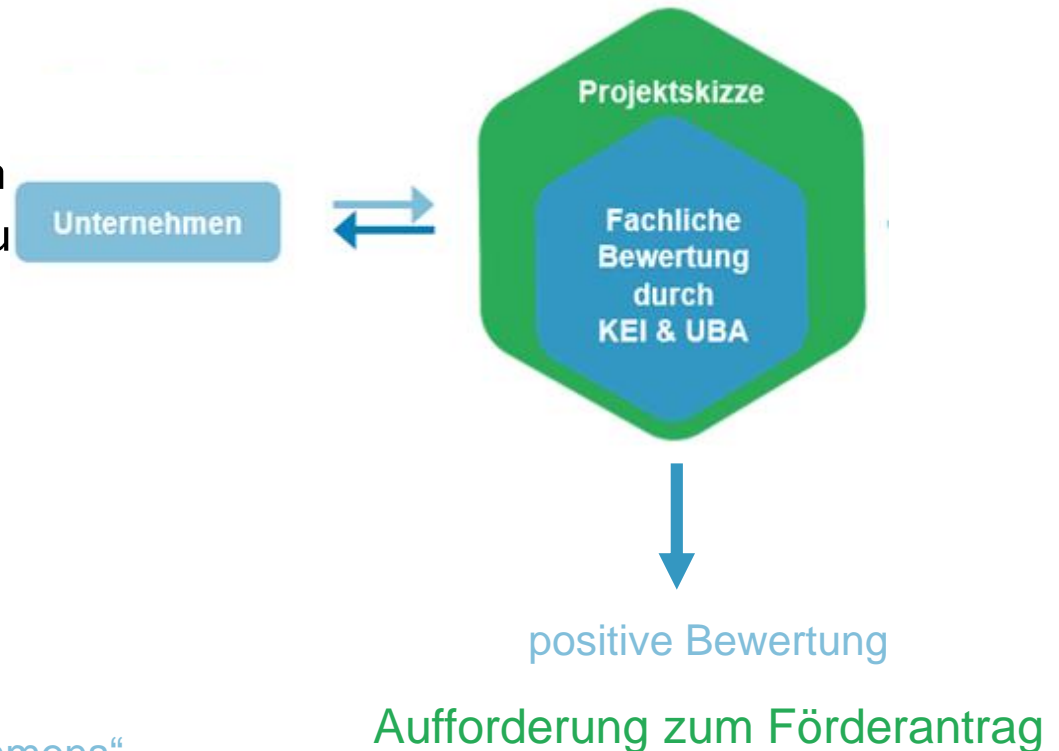 Projektskizze
Unternehmen
Fachliche
Bewertung
durch
KEI & UBA
positive Bewertung
Aufforderung zum Förderantrag